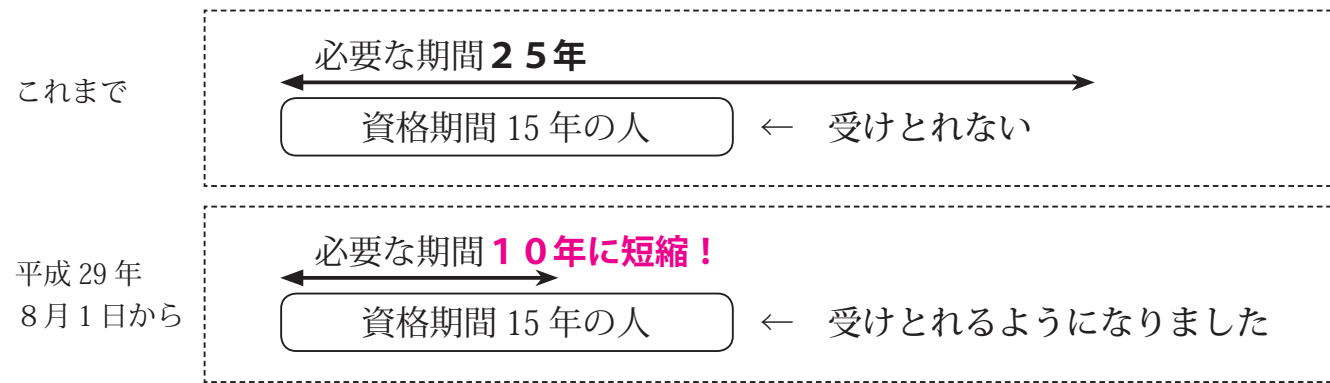 必要な期間２５年
これまで
資格期間 15 年の人 ← 受けとれない
必要な期間１０年に短縮！
平成 29 年
８月１日から
資格期間 15 年の人 ← 受けとれるようになりました